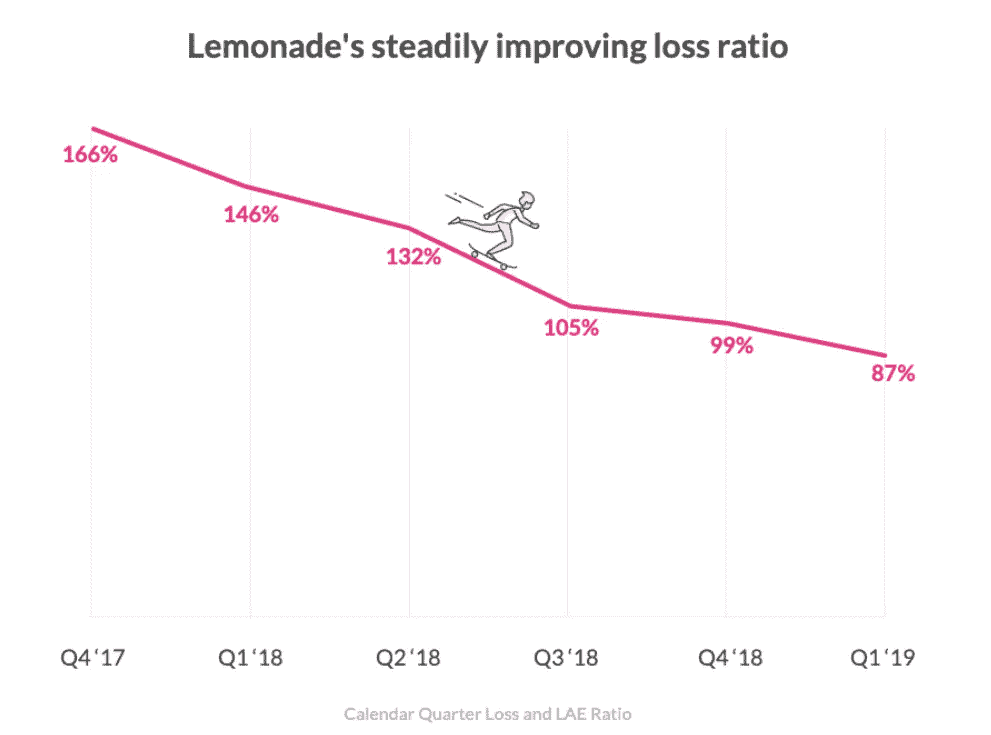 Lemonade's steadily improving loss ratio
166%
146%
132%
105%
99%
87%
Q4 ‘17
Q1 ‘18
Q2 ‘18
Q3 ‘18
Q4 ‘18
Q1 ‘19
Calendar Quarter Loss and LAE Ratio